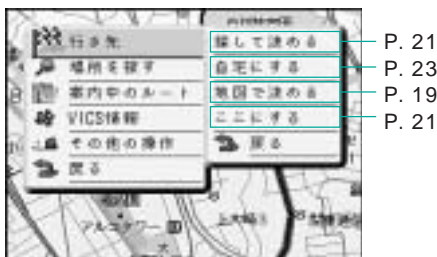 行き先
場所を探す
案内中のルート
VICS情報
その他の操作
戻る
探して決める
自宅にする
地図で決める
ここにする
戻る
P. 21
P. 23
P. 19
P. 21
アルコタワー
上大崎3
大